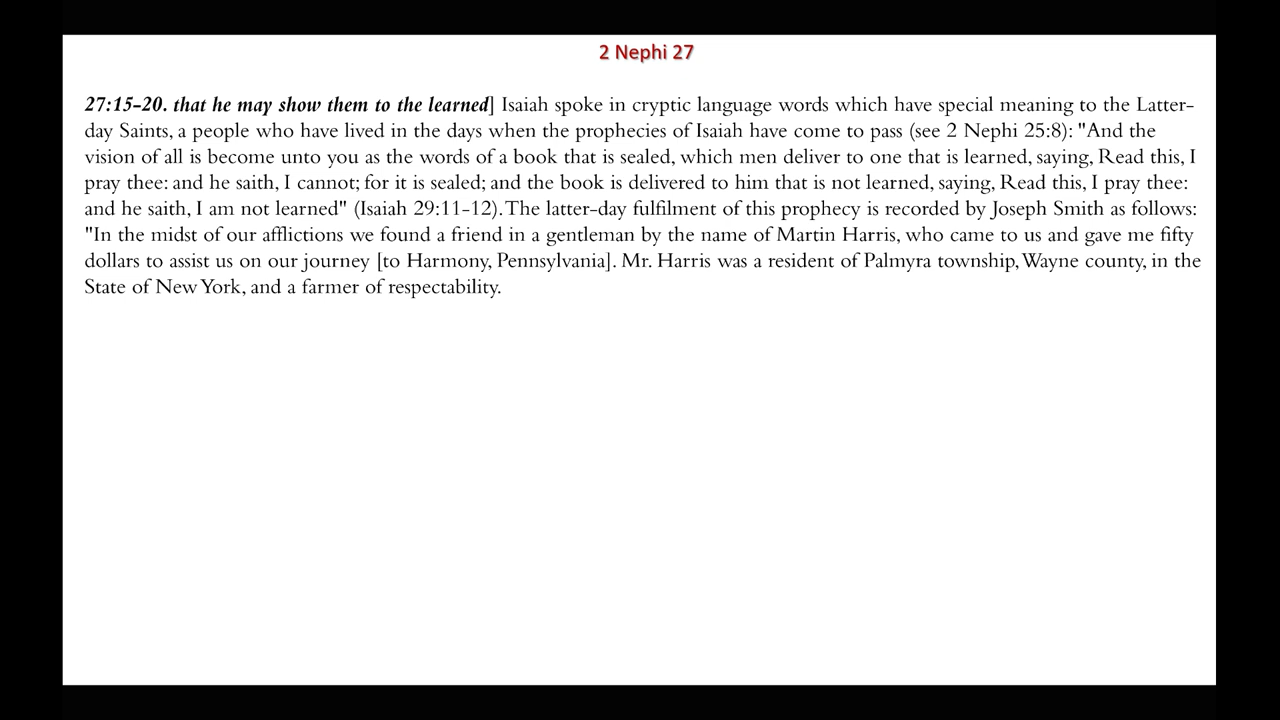 2 Nephi 27
27:15-20. that he may show them to the learned] Isaiah spoke in cryptic language words which have special meaning to the Latter-
day Saints, a people who have lived in the days when the prophecies of Isaiah have come to pass (see 2 Nephi 25:8): "And the
vision of all is become unto you as the words of a book that is sealed, which men deliver to one that is learned, saying, Read this, I
pray thee: and he saith, I cannot; for it is sealed; and the book is delivered to him that is not learned, saying, Read this, I pray thee:
and he saith, I am not learned" (Isaiah 29:11-12). The latter-day fulfilment of this prophecy is recorded by Joseph Smith as follows:
"In the midst of our afflictions we found a friend in a gentleman by the name of Martin Harris, who came to us and gave me fifty
dollars to assist us on our journey [to Harmony, Pennsylvania]. Mr. Harris was a resident of Palmyra township, Wayne county, in the
State of New York, and a farmer of respectability.